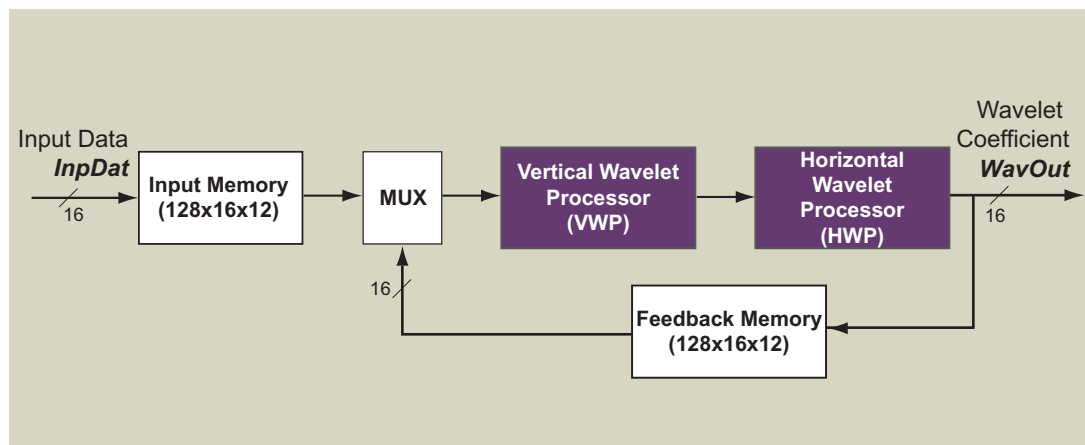 Input Data
InpDat
16
Input Memory
(128x16x12)
MUX
Vertical Wavelet
Processor
(VWP)
Horizontal
Wavelet
Processor
(HWP)
Wavelet
Coefficient
WavOut
16
16
Feedback Memory
(128x16x12)